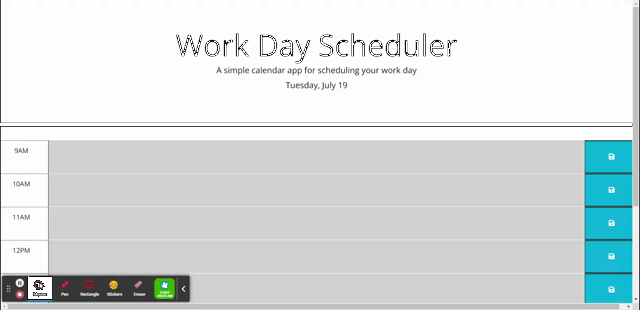 Work Day Scheduler
A simple calendar app for scheduling your work day
Tuesday, July 19
9AM
10AM
11AM
12PM
Pen
Rectangle
Stickers
Eraser